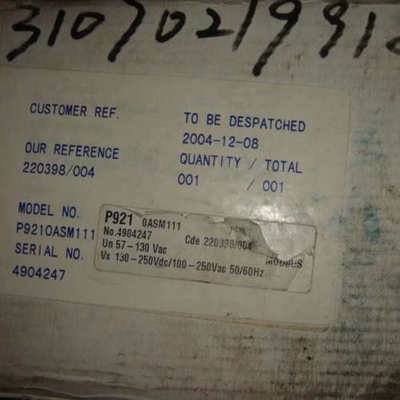 3107021991
CUSTOMER REF.
TO BE DESPATCHED
2004-12-08
OUR REFERENCE
QUANTITY / TOTAL
220398/004
001 / 001
MODEL NO.
P9210ASM111
SERIAL NO.
4904247
P921 0ASM111
No.4904247 Cde 220398/004
Un 57-130 Vac
MODBUS
Vx 130-250Vdc/100-250Vac 50/60Hz